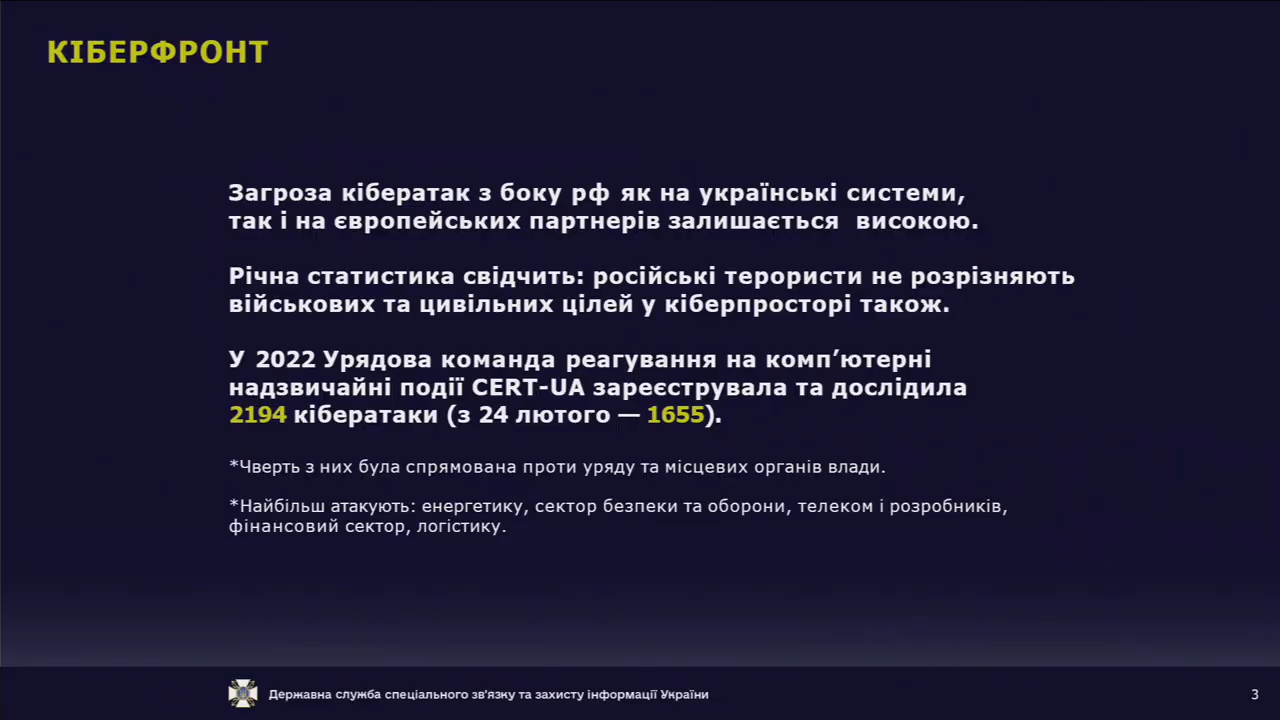 КІБЕРФРОНТ
Загроза кібератак з боку рф як на українські системи,
так і на європейських партнерів залишається високою.
Річна статистика свідчить: російські терористи не розрізняють
військових та цивільних цілей у кіберпросторі також.
У 2022 Урядова команда реагування на комп’ютерні
надзвичайні події CERT-UA зареєструвала та дослідила
2194 кібератаки (з 24 лютого — 1655).
*Чверть з них була спрямована проти уряду та місцевих органів влади.
*Найбільш атакують: енергетику, сектор безпеки та оборони, телеком і розробників,
фінансовий сектор, логістику.
Державна служба спеціального зв'язку та захисту інформації України
3